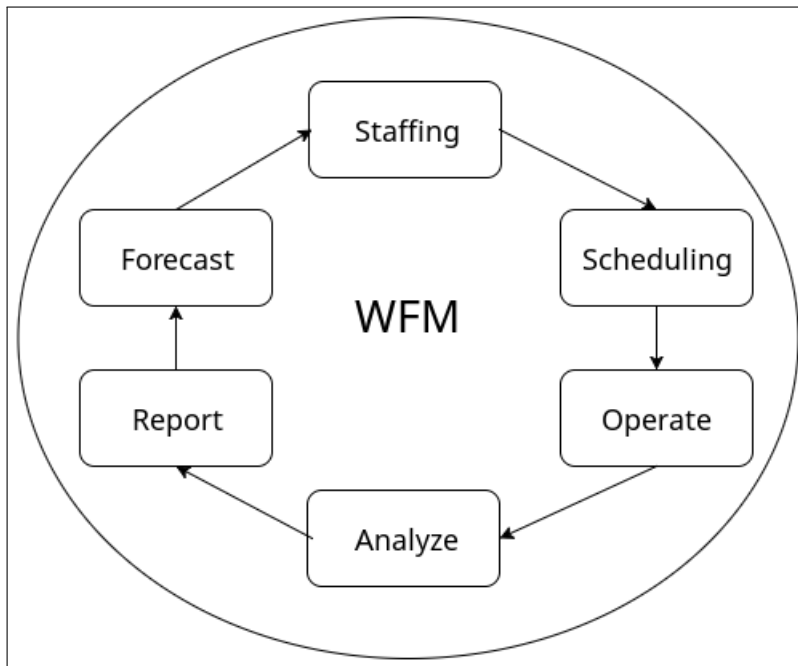 Staffing
Forecast
Scheduling
WFM
Report
Operate
Analyze